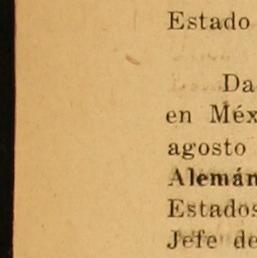 Estado
Da
en Méx
agosto
Alemán
Estados
Jefe de